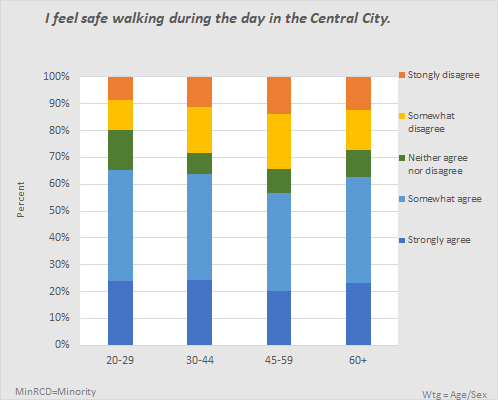 I feel safe walking during the day in the Central City.
100%
90%
80%
70%
60%
50%
40%
30%
20%
10%
0%
Percent
20-29
30-44
45-59
60+
Stongly disagree
Somewhat
disagree
Neither agree
nor disagree
Somewhat agree
Strongly agree
MinRCD=Minority
Wtg = Age/Sex